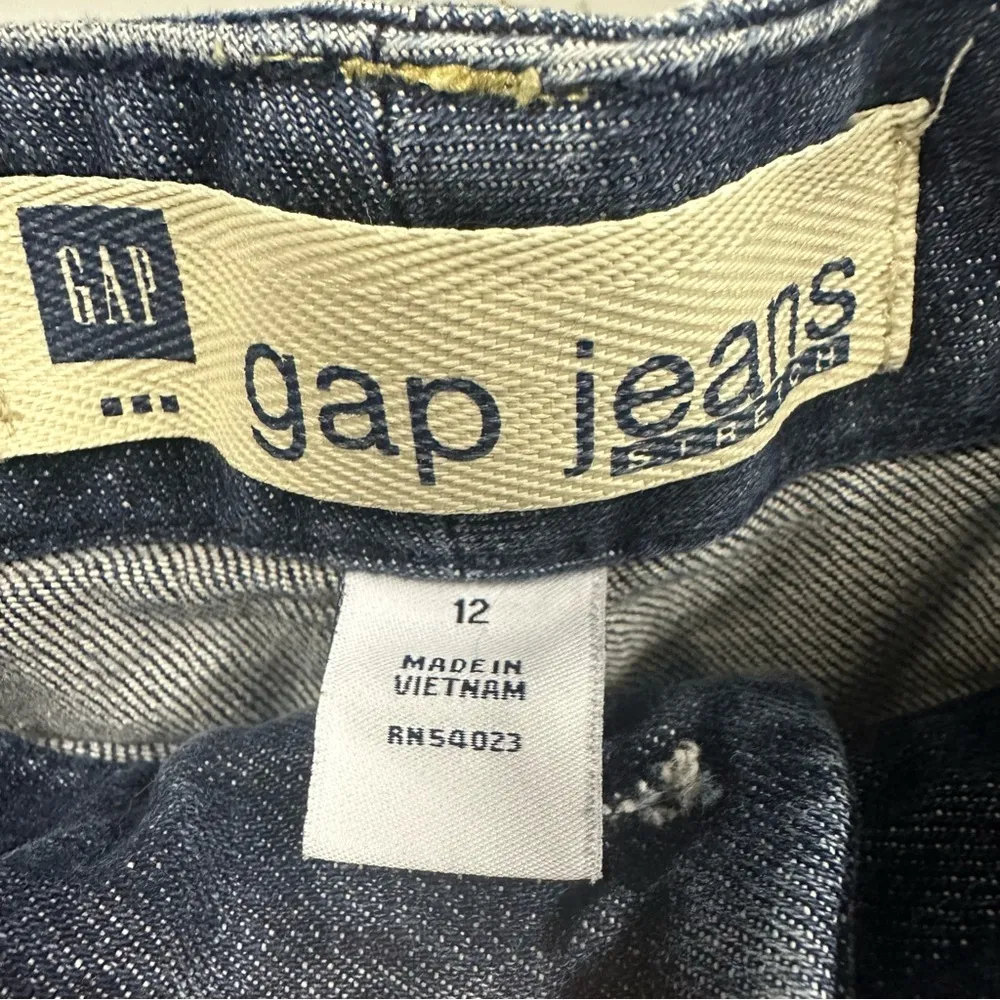 GAP
gap jeans
STRETCH
12
MADE IN
VIETNAM
RN54023